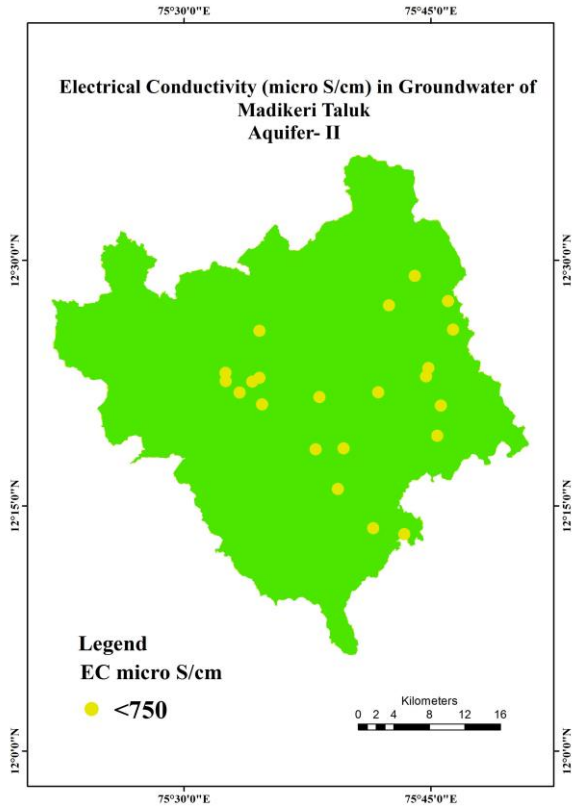 75°30'0"E 75°45'0"E
Electrical Conductivity (micro S/cm) in Groundwater of
Madikeri Taluk
Aquifer- II
12°30'0"N 12°30'0"N
12°15'0"N 12°15'0"N
Legend
EC micro S/cm
<750
Kilometers
0 2 4 8 12 16
12°0'0"N 12°0'0"N
75°30'0"E 75°45'0"E